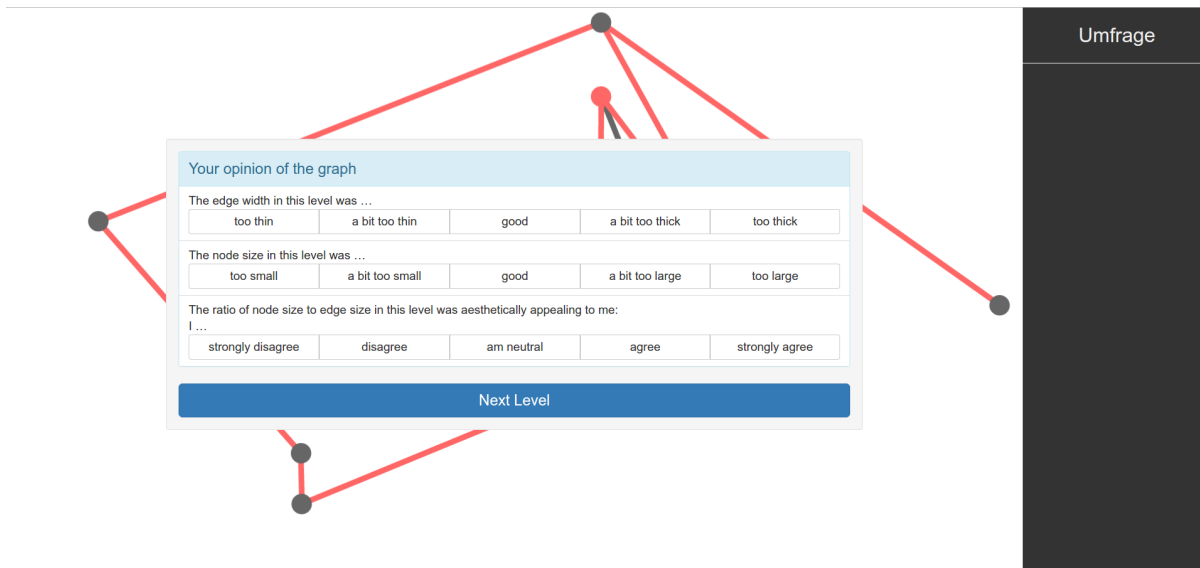 Umfrage
Your opinion of the graph
The edge width in this level was …
too thin a bit too thin good a bit too thick too thick
The node size in this level was …
too small a bit too small good a bit too large too large
The ratio of node size to edge size in this level was aesthetically appealing to me:
I …
strongly disagree disagree am neutral agree strongly agree
Next Level